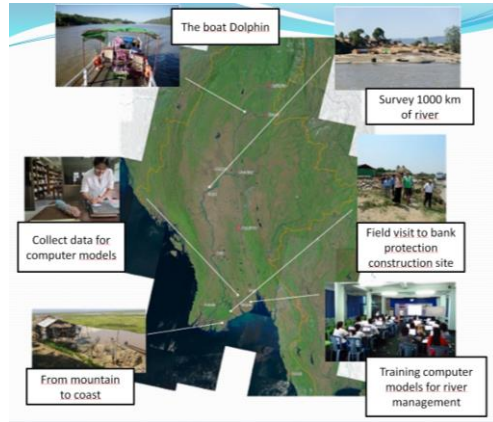 The boat Dolphin
Survey 1000 km
of river
Collect data for
computer models
Field visit to bank
protection
construction site
From mountain
to coast
Training computer
models for river
management